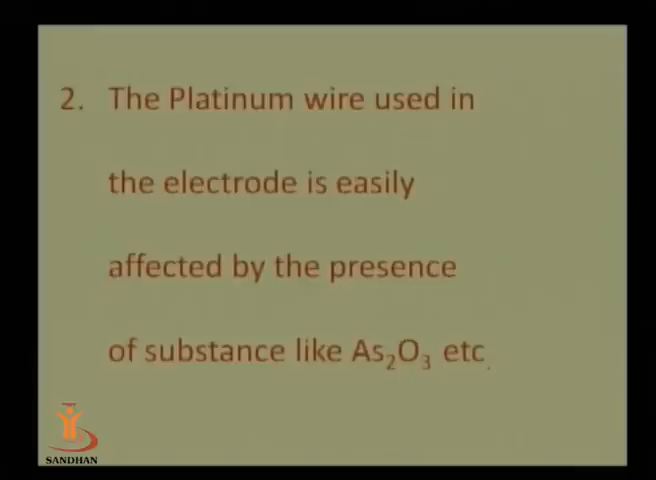 2. The Platinum wire used in
the electrode is easily
affected by the presence
of substance like As₂O₃ etc.
SANDHAN